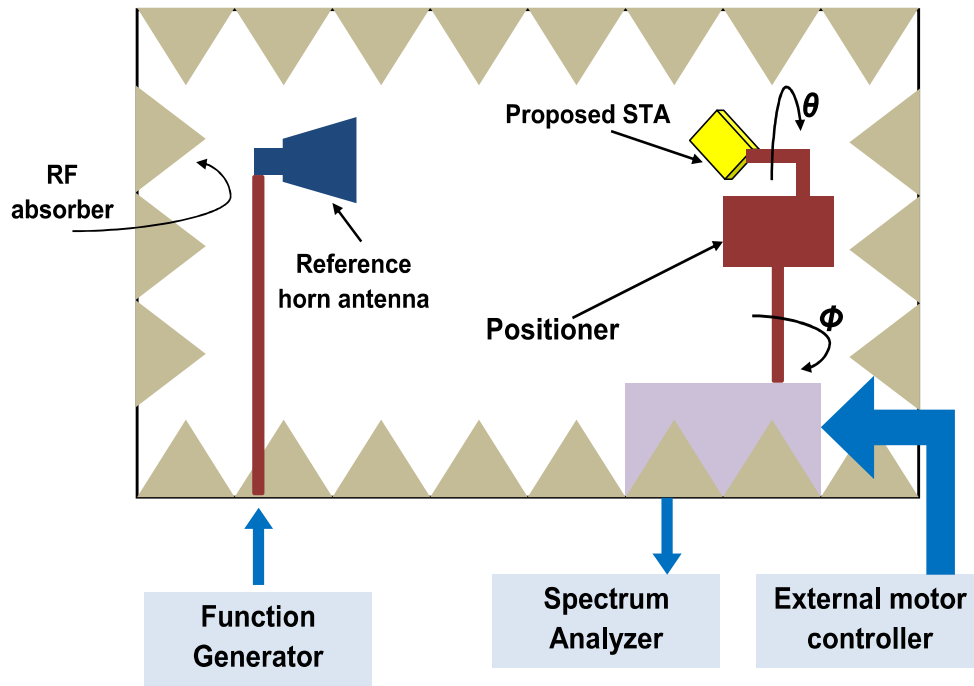 Proposed STA
θ
RF
absorber
Reference
horn antenna
Positioner
Φ
Function
Generator
Spectrum
Analyzer
External motor
controller